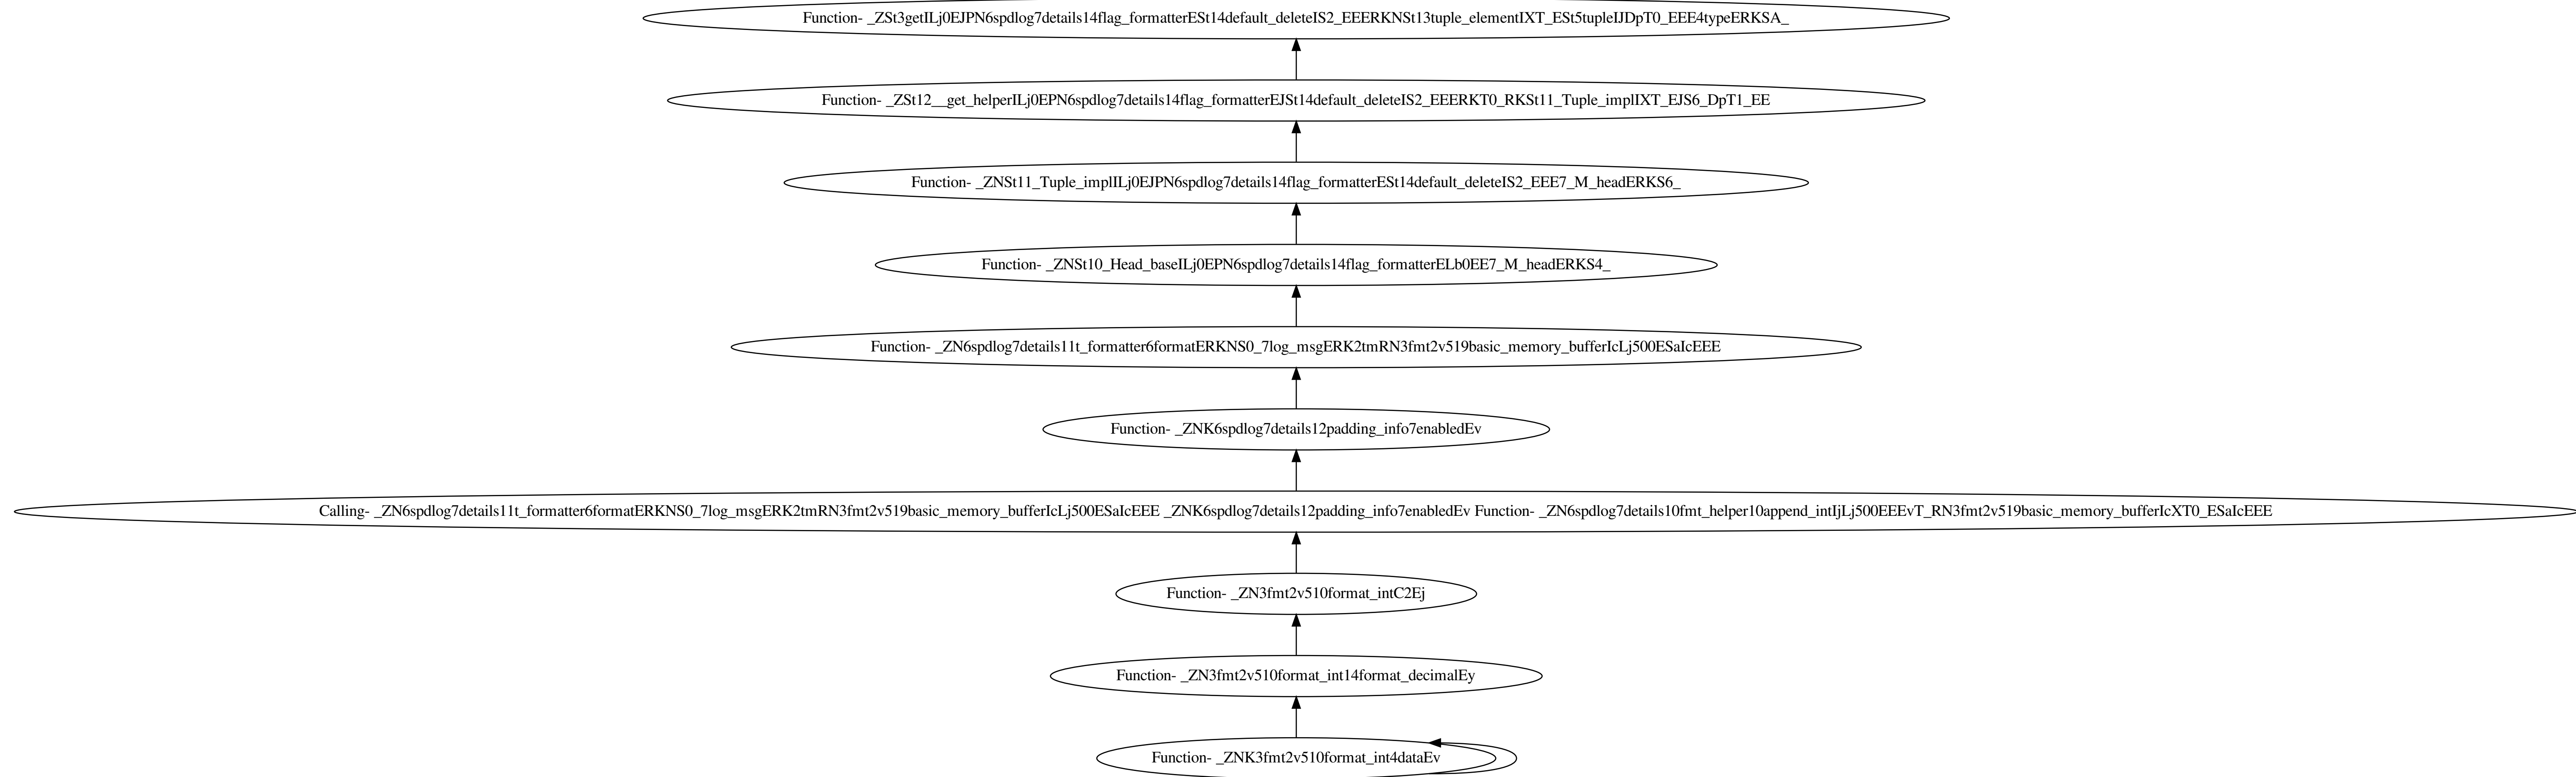 Function- _ZSt3getILj0EJPN6spdlog7details14flag_formatterESt14default_deleteIS2_EEERKNSt13tuple_elementIXT_ESt5tupleIJDpT0_EEE4typeERKSA_
Function- _ZSt12__get_helperILj0EPN6spdlog7details14flag_formatterEJSt14default_deleteIS2_EEERKT0_RKSt11_Tuple_implIXT_EJS6_DpT1_EE
Function- _ZNSt11_Tuple_implILj0EJPN6spdlog7details14flag_formatterESt14default_deleteIS2_EEE7_M_headERKS6_
Function- _ZNSt10_Head_baseILj0EPN6spdlog7details14flag_formatterELb0EE7_M_headERKS4_
Function- _ZN6spdlog7details11t_formatter6formatERKNS0_7log_msgERK2tmRN3fmt2v519basic_memory_bufferIcLj500ESaIcEEE
Function- _ZNK6spdlog7details12padding_info7enabledEv
Calling- _ZN6spdlog7details11t_formatter6formatERKNS0_7log_msgERK2tmRN3fmt2v519basic_memory_bufferIcLj500ESaIcEEE _ZNK6spdlog7details12padding_info7enabledEv Function- _ZN6spdlog7details10fmt_helper10append_intIjLj500EEEvT_RN3fmt2v519basic_memory_bufferIcXT0_ESaIcEEE
Function- _ZN3fmt2v510format_intC2Ej
Function- _ZN3fmt2v510format_int14format_decimalEy
Function- _ZNK3fmt2v510format_int4dataEv